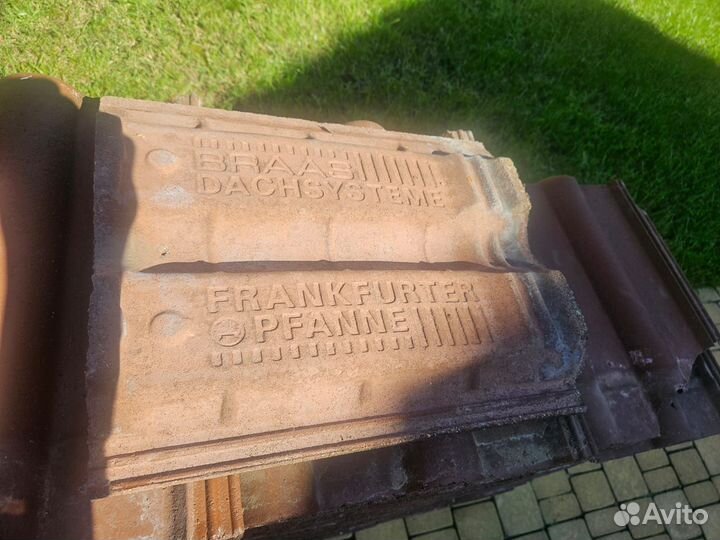 BRAAS
DACHSYSTEME
FRANKFURTER
PFANNE
Avito